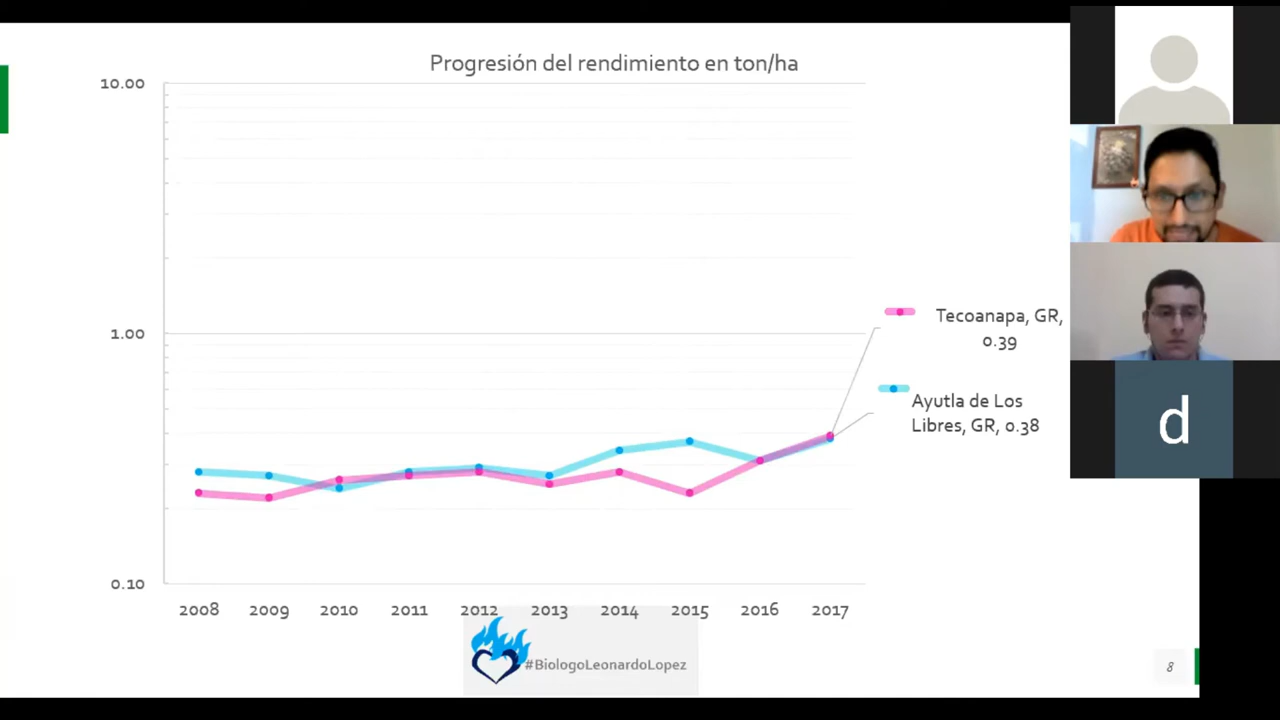 Progresión del rendimiento en ton/ha
10.00
1.00
0.10
Tecoanapa, GR,
0.39
Ayutla de Los
Libres, GR, 0.38
2008 2009 2010 2011 2012 2013 2014 2015 2016 2017
#BiologoLeonardoLopez
8
d